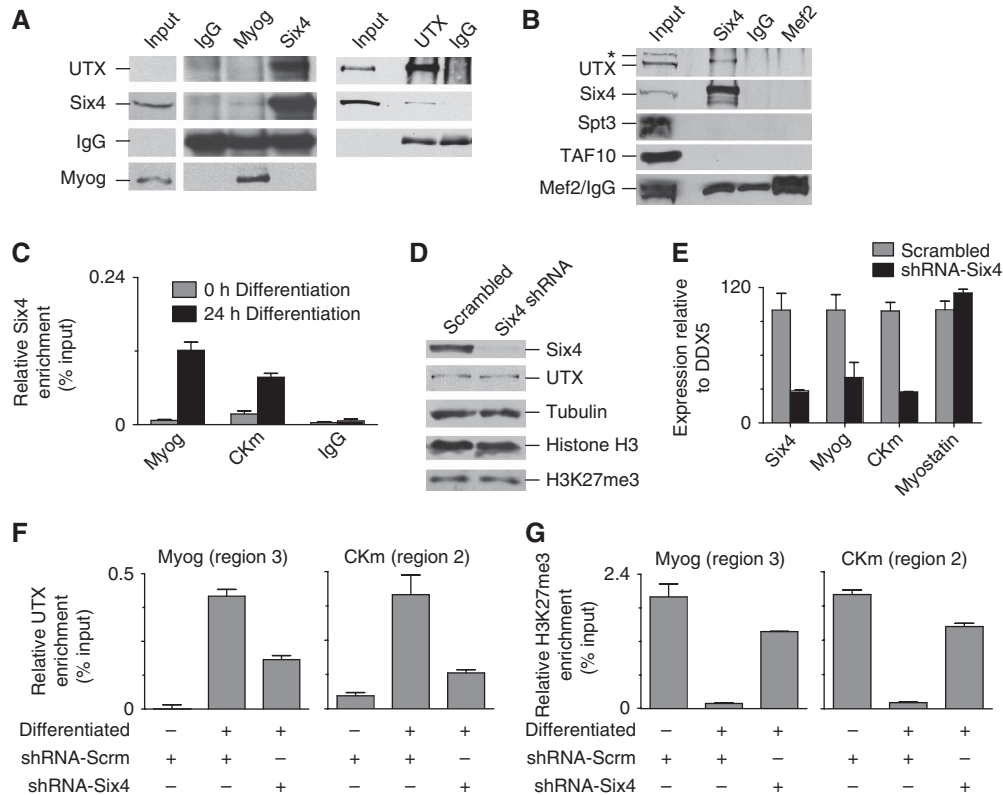 A
Input
IgG
Myog
Six4
Input
UTX
IgG
UTX
Six4
IgG
Myog
B
Input
Six4
IgG
Mef2
*
UTX
Six4
Spt3
TAF10
Mef2/IgG
C
Relative Six4
enrichment
(% input)
0.24
0
0 h Differentiation
24 h Differentiation
Myog
CKm
IgG
D
Scrambled
Six4 shRNA
Six4
UTX
Tubulin
Histone H3
H3K27me3
E
Scrambled
shRNA-Six4
Expression relative
to DDX5
120
0
Six4
Myog
CKm
Myostatin
F
Myog (region 3)
CKm (region 2)
Relative UTX
enrichment
(% input)
0.5
0
Differentiated – + + – + +
shRNA-Scrm + + – + + –
shRNA-Six4 – – + – – +
G
Myog (region 3)
CKm (region 2)
Relative H3K27me3
enrichment
(% input)
2.4
0
Differentiated – + + – + +
shRNA-Scrm + + – + + –
shRNA-Six4 – – + – – +